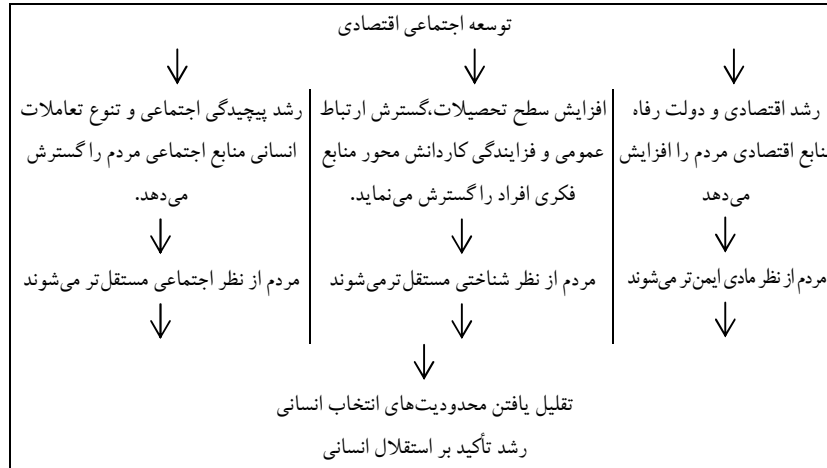 توسعه اجتماعی اقتصادی
رشد اقتصادی و دولت رفاه
منابع اقتصادی مردم را افزایش
می‌دهد
افزایش سطح تحصیلات،گسترش ارتباط
عمومی و فزایندگی کاردانش محور منابع
فکری افراد را گسترش می‌نماید.
رشد پیچیدگی اجتماعی و تنوع تعاملات
انسانی منابع اجتماعی مردم را گسترش
می‌دهد.
مردم از نظر مادی ایمن‌تر می‌شوند
مردم از نظر شناختی مستقل‌ترمی‌شوند
مردم از نظر اجتماعی مستقل‌تر می‌شوند
تقلیل یافتن محدودیت‌های انتخاب انسانی
رشد تأکید بر استقلال انسانی